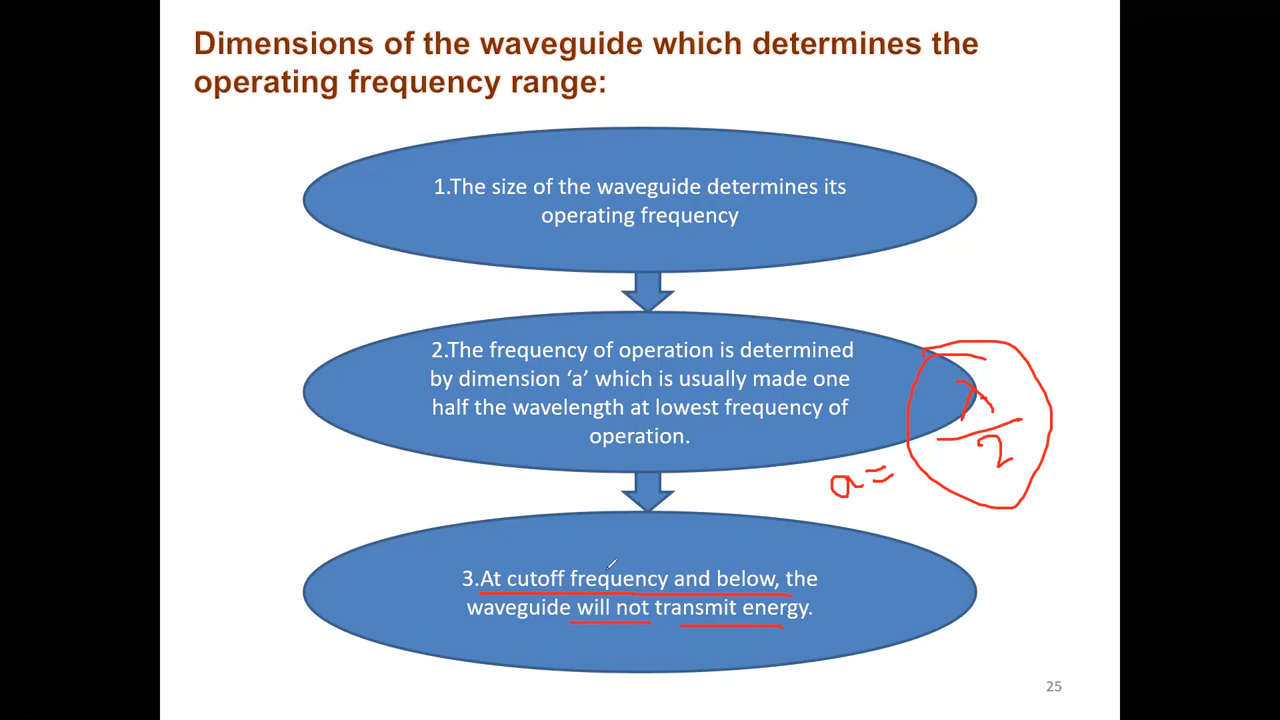 Dimensions of the waveguide which determines the
operating frequency range:
1.The size of the waveguide determines its
operating frequency
2.The frequency of operation is determined
by dimension ‘a’ which is usually made one
half the wavelength at lowest frequency of
operation.
a = λ/2
3.At cutoff frequency and below, the
waveguide will not transmit energy.
25